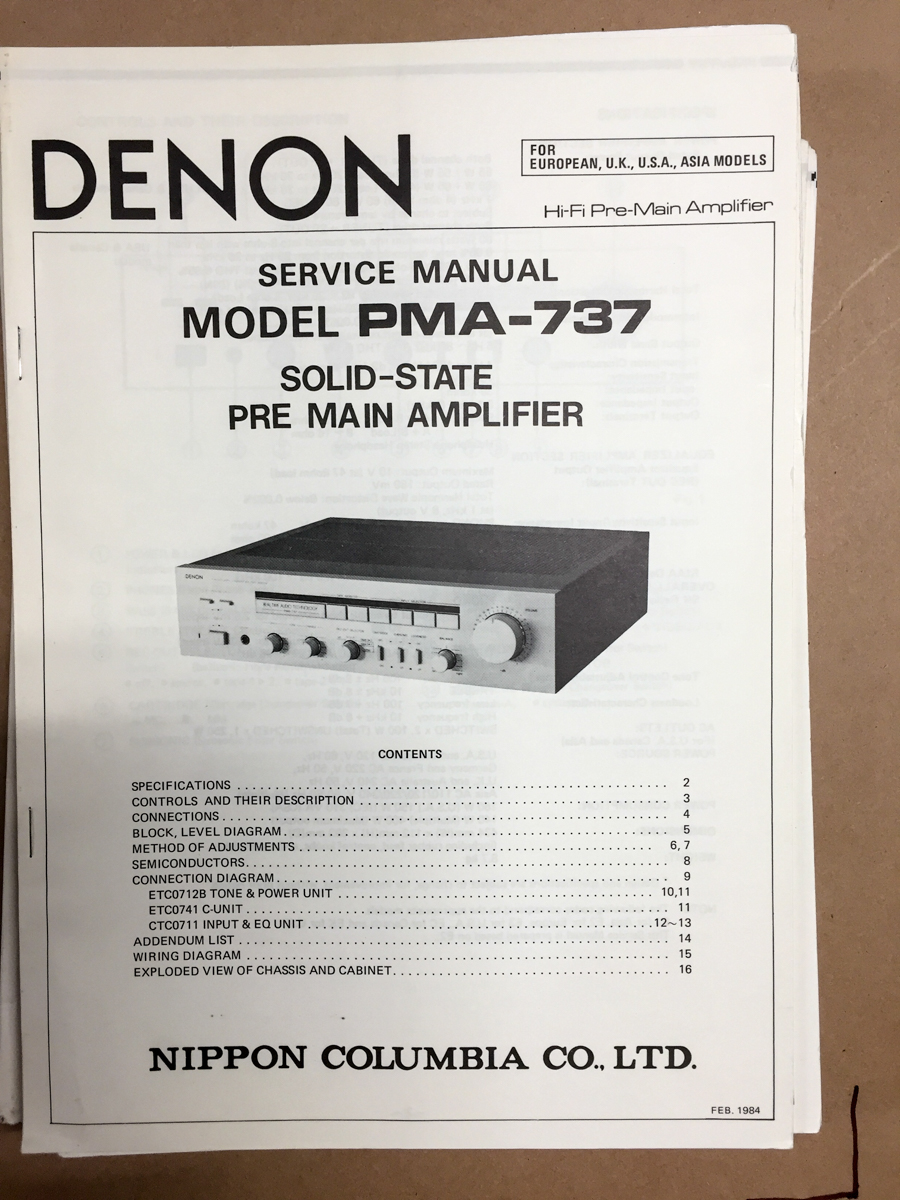 DENON
FOR
EUROPEAN, U.K., U.S.A., ASIA MODELS
Hi-Fi Pre-Main Amplifier
SERVICE MANUAL
MODEL PMA-737
SOLID-STATE
PRE MAIN AMPLIFIER
DENON
VOLUME
BALANCE
CONTENTS
SPECIFICATIONS . . . . . . . . . . . . . . . . . . . . 2
CONTROLS AND THEIR DESCRIPTION . . . . . . . . . . . . . . . . . . . . 3
CONNECTIONS . . . . . . . . . . . . . . . . . . . . 4
BLOCK, LEVEL DIAGRAM . . . . . . . . . . . . . . . . . . . . 5
METHOD OF ADJUSTMENTS . . . . . . . . . . . . . . . . . . . . 6, 7
SEMICONDUCTORS . . . . . . . . . . . . . . . . . . . . 8
CONNECTION DIAGRAM . . . . . . . . . . . . . . . . . . . . 9
ETC0712B TONE & POWER UNIT . . . . . . . . . . . . . . . . . . . . 10,11
ETC0741 C-UNIT . . . . . . . . . . . . . . . . . . . . 11
CTC0711 INPUT & EQ UNIT . . . . . . . . . . . . . . . . . . . . 12~13
ADDENDUM LIST . . . . . . . . . . . . . . . . . . . . 14
WIRING DIAGRAM . . . . . . . . . . . . . . . . . . . . 15
EXPLODED VIEW OF CHASSIS AND CABINET . . . . . . . . . . . . . . . . . . . . 16
NIPPON COLUMBIA CO., LTD.
FEB. 1984